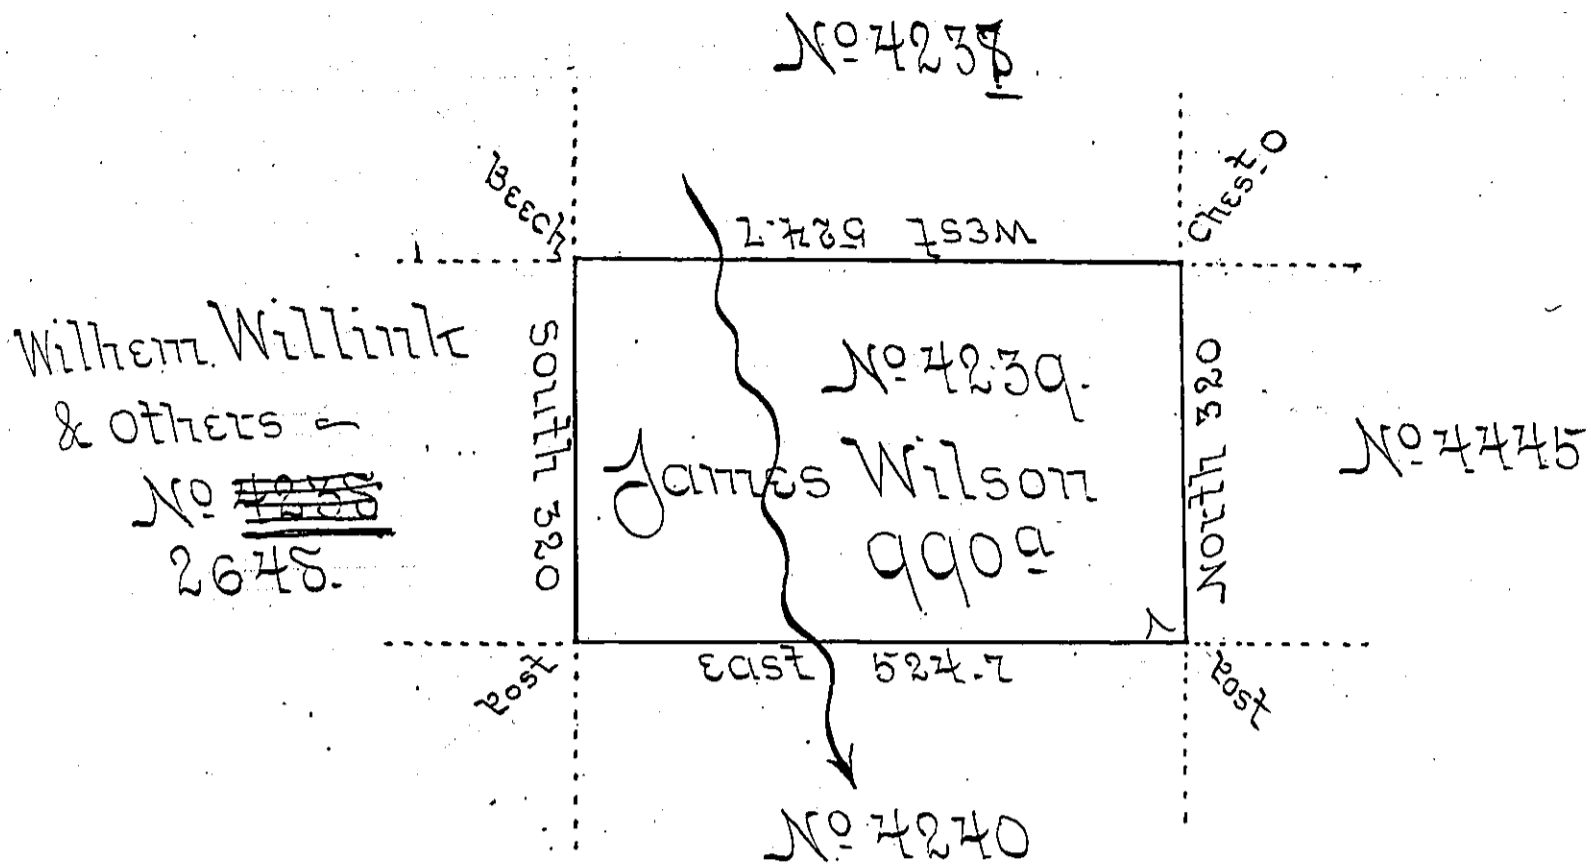 Nº 4238
Beech
Chest. O
West 524.7
Wilhem Willink
& others
Nº 4238
2648.
South 320
Nº 4239.
James Wilson
990ª
North 320
Nº 4445
Post
East 524.7
Post
Nº 4240